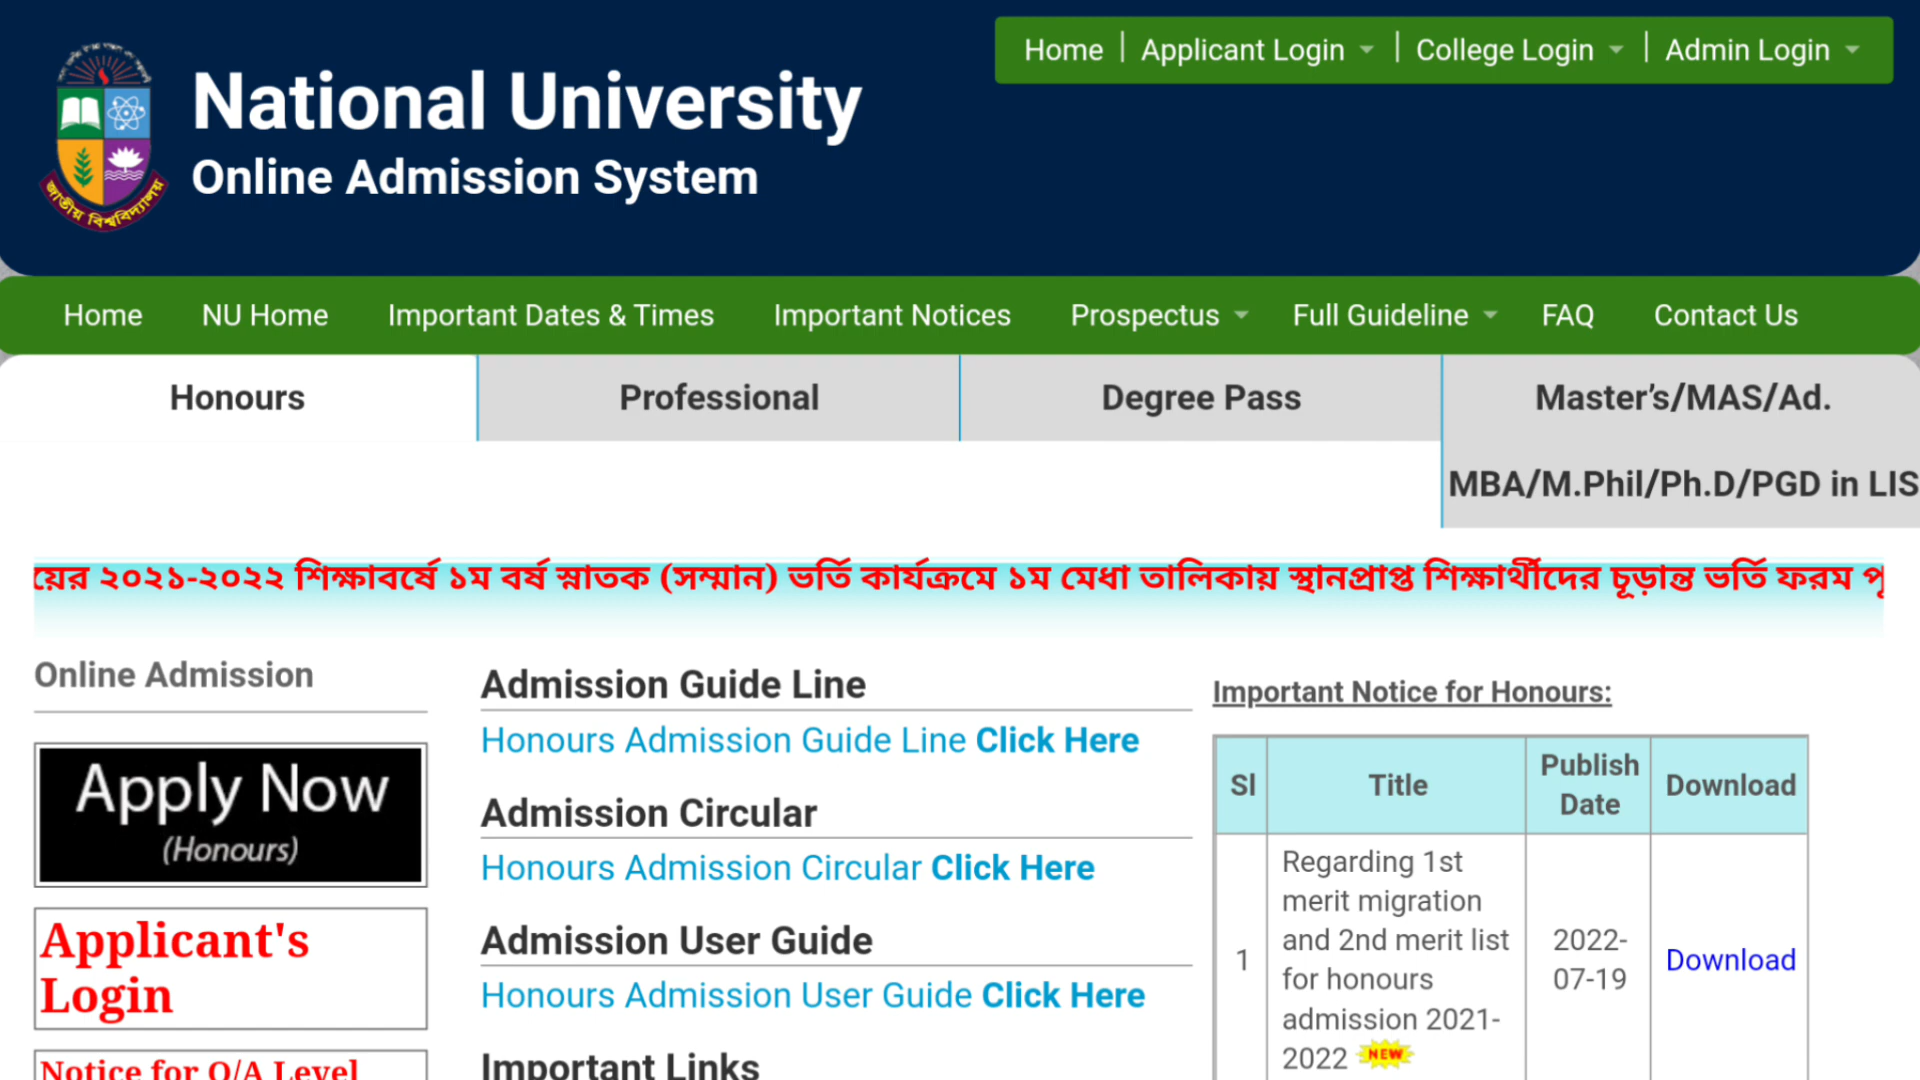 Home | Applicant Login | College Login | Admin Login
National University
Online Admission System
জাতীয় বিশ্ববিদ্যালয়
Home NU Home Important Dates & Times Important Notices Prospectus Full Guideline FAQ Contact Us
Honours Professional Degree Pass Master’s/MAS/Ad.
MBA/M.Phil/Ph.D/PGD in LIS
য়ের ২০২১-২০২২ শিক্ষাবর্ষে ১ম বর্ষ স্নাতক (সম্মান) ভর্তি কার্যক্রমে ১ম মেধা তালিকায় স্থানপ্রাপ্ত শিক্ষার্থীদের চূড়ান্ত ভর্তি ফরম
Online Admission
Apply Now
(Honours)
Applicant's
Login
Notice for O/A Level
Admission Guide Line
Honours Admission Guide Line Click Here
Admission Circular
Honours Admission Circular Click Here
Admission User Guide
Honours Admission User Guide Click Here
Important Links
Important Notice for Honours:
Sl Title Publish Date Download
1 Regarding 1st
merit migration
and 2nd merit list
for honours
admission 2021-
2022 NEW
2022-
07-19
Download